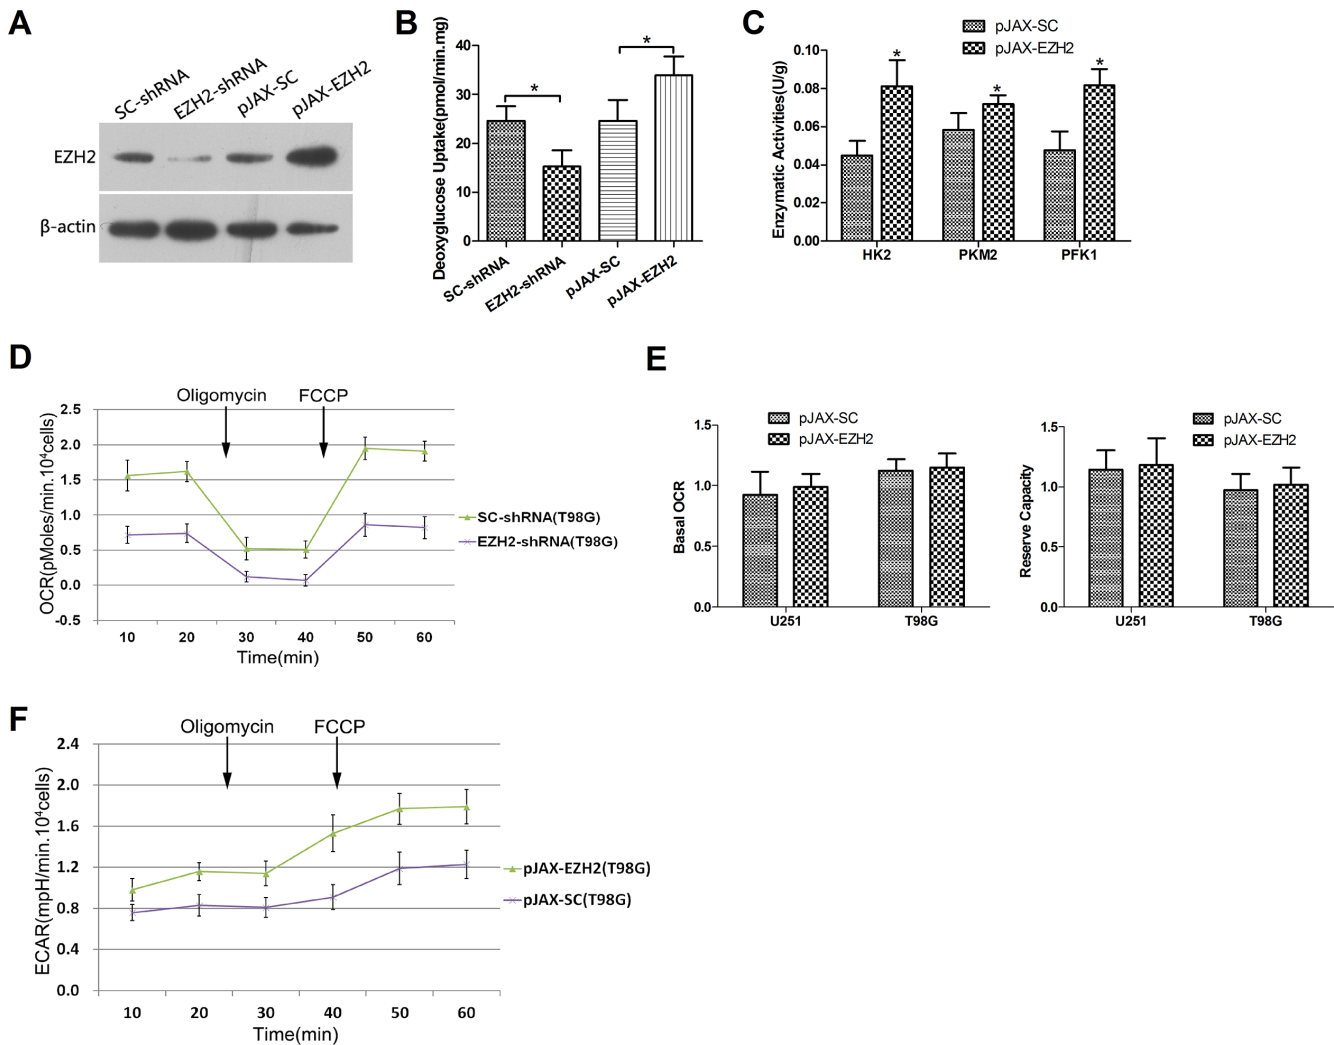 A
SC-shRNA
EZH2-shRNA
pJAX-SC
pJAX-EZH2
EZH2
β-actin
B
Deoxyglucose Uptake(pmol/min.mg)
40
30
20
10
0
*
*
SC-shRNA
EZH2-shRNA
pJAX-SC
pJAX-EZH2
C
pJAX-SC
pJAX-EZH2
Enzymatic Activities(U/g)
0.10
0.08
0.06
0.04
0.02
0.00
*
*
*
HK2
PKM2
PFK1
D
Oligomycin
FCCP
OCR(pMoles/min.10⁴cells)
2.5
2.0
1.5
1.0
0.5
0.0
-0.5
10
20
30
40
50
60
Time(min)
SC-shRNA(T98G)
EZH2-shRNA(T98G)
E
pJAX-SC
pJAX-EZH2
Basal OCR
1.5
1.0
0.5
0.0
U251
T98G
pJAX-SC
pJAX-EZH2
Reserve Capacity
1.5
1.0
0.5
0.0
U251
T98G
F
Oligomycin
FCCP
ECAR(mpH/min.10⁴cells)
2.4
2.0
1.6
1.2
0.8
0.4
0.0
10
20
30
40
50
60
Time(min)
pJAX-EZH2(T98G)
pJAX-SC(T98G)